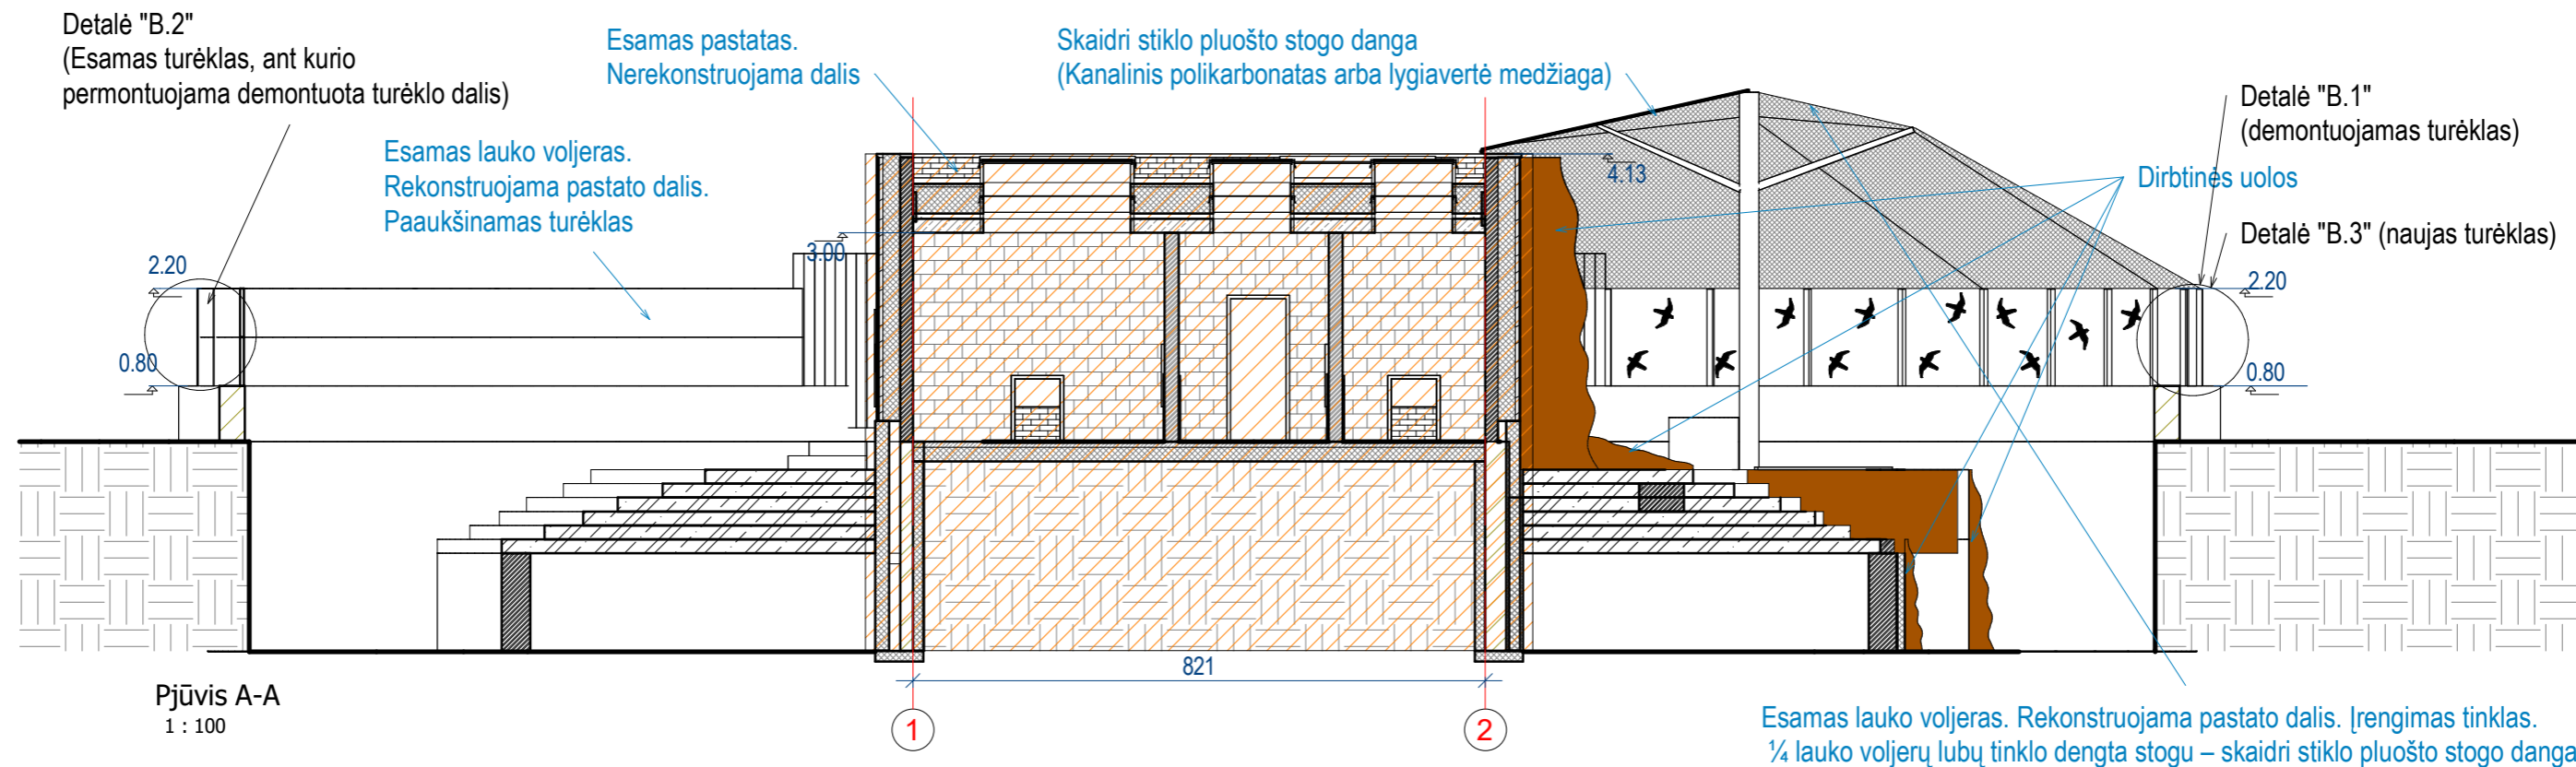 Detalė "B.2"
(Esamas turėklas, ant kurio
permontuojama demontuota turėklo dalis)
Esamas pastatas.
Nerekonstruojama dalis
Skaidri stiklo pluošto stogo danga
(Kanalinis polikarbonatas arba lygiavertė medžiaga)
Detalė "B.1"
(demontuojamas turėklas)
Esamas lauko voljeras.
Rekonstruojama pastato dalis.
Paaukšinamas turėklas
Dirbtinės uolos
Detalė "B.3" (naujas turėklas)
4.13
3.00
2.20
2.20
0.80
0.80
821
Pjūvis A-A
1 : 100
1
2
Esamas lauko voljeras. Rekonstruojama pastato dalis. Įrengimas tinklas.
¼ lauko voljerų lubų tinklo dengta stogu – skaidri stiklo pluošto stogo danga